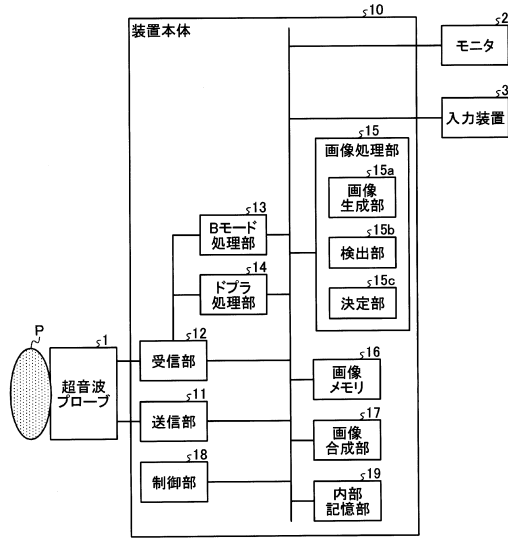 10
装置本体
2
モニタ
3
入力装置
15
画像処理部
15a
画像
生成部
15b
検出部
15c
決定部
13
Bモード
処理部
14
ドプラ
処理部
P
1
超音波
プローブ
12
受信部
11
送信部
18
制御部
16
画像
メモリ
17
画像
合成部
19
内部
記憶部